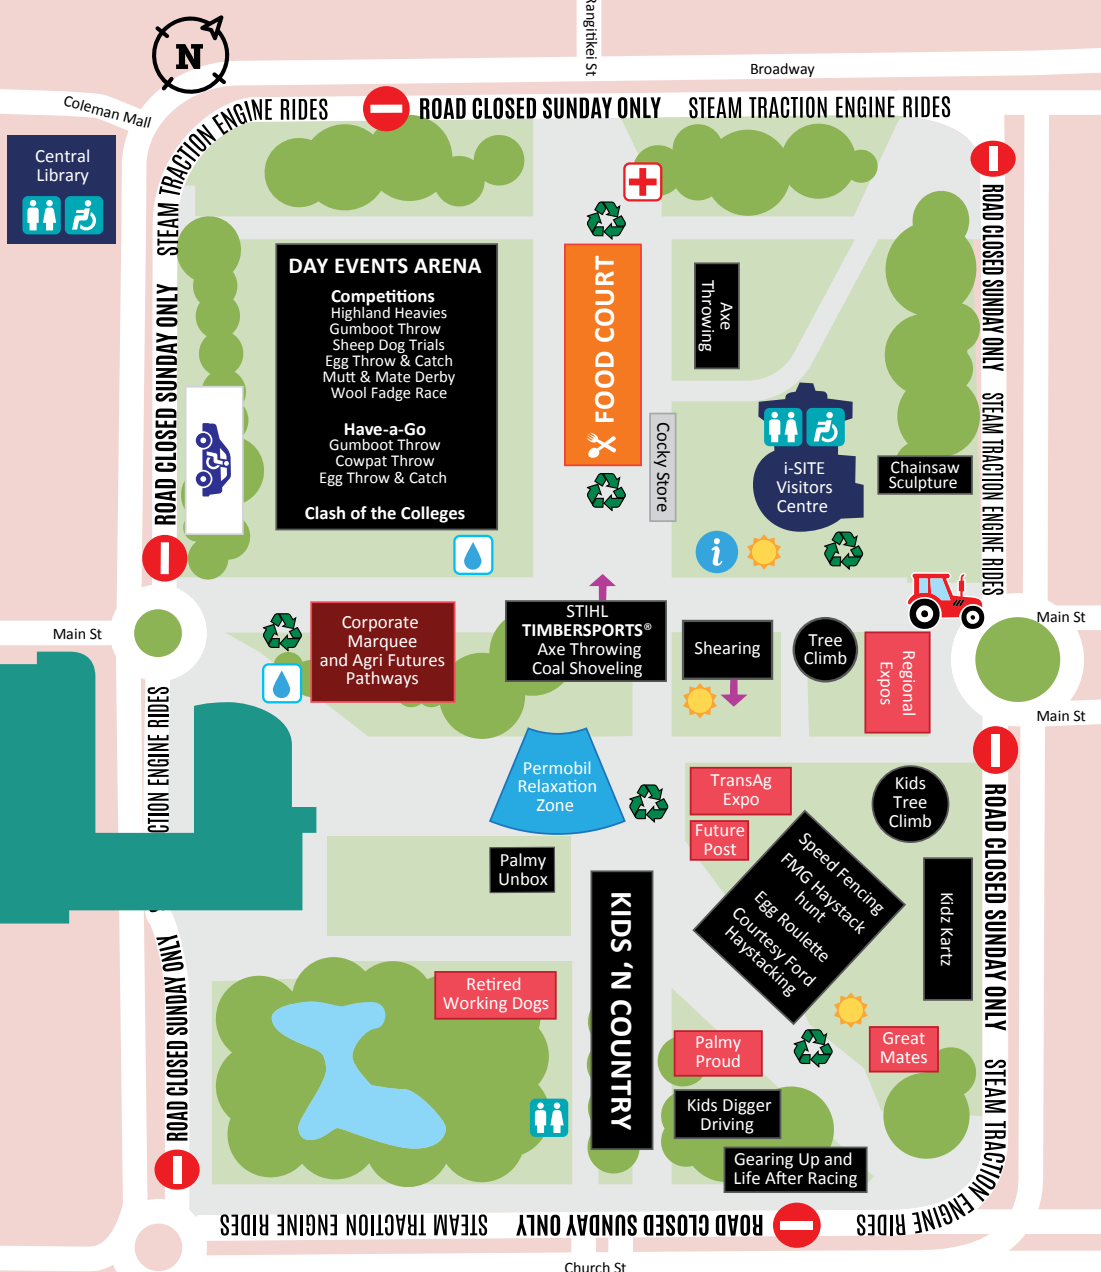 N
Rangitikei St
Broadway
Coleman Mall
STEAM TRACTION ENGINE RIDES
ROAD CLOSED SUNDAY ONLY
STEAM TRACTION ENGINE RIDES
Central
Library
ROAD CLOSED SUNDAY ONLY
DAY EVENTS ARENA
Competitions
Highland Heavies
Gumboot Throw
Sheep Dog Trials
Egg Throw & Catch
Mutt & Mate Derby
Wool Fadge Race
Have-a-Go
Gumboot Throw
Cowpat Throw
Egg Throw & Catch
Clash of the Colleges
FOOD COURT
Axe
Throwing
Cocky Store
i-SITE
Visitors
Centre
i
Chainsaw
Sculpture
ROAD CLOSED SUNDAY ONLY
STEAM TRACTION ENGINE RIDES
Main St
Corporate
Marquee
and Agri Futures
Pathways
STIHL
TIMBERSPORTS®
Axe Throwing
Coal Shoveling
Shearing
Tree
Climb
Regional
Expos
Main St
Main St
CTION ENGINE RIDES
Permobil
Relaxation
Zone
TransAg
Expo
Future
Post
Kids
Tree
Climb
Palmy
Unbox
Speed Fencing
FMG Haystack
hunt
Egg Roulette
Courtesy Ford
Haystacking
Kidz Kartz
KIDS 'N COUNTRY
Retired
Working Dogs
Palmy
Proud
Great
Mates
Kids Digger
Driving
Gearing Up and
Life After Racing
ROAD CLOSED SUNDAY ONLY
ROAD CLOSED SUNDAY ONLY
STEAM TRACTION ENGINE RIDES
ROAD CLOSED SUNDAY ONLY
STEAM TRACTION ENGINE RIDES
Church St